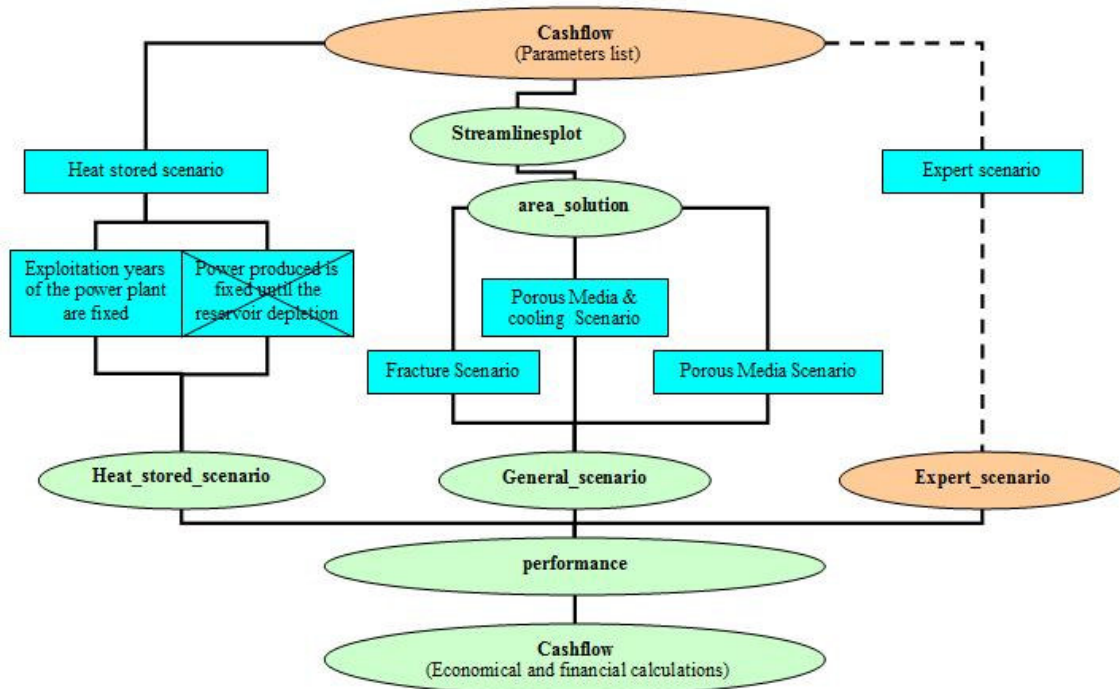 Cashflow
(Parameters list)
Streamlinesplot
Heat stored scenario
Expert scenario
area_solution
Exploitation years
of the power plant
are fixed
Power produced is
fixed until the
reservoir depletion
Porous Media &
cooling Scenario
Fracture Scenario
Porous Media Scenario
Heat_stored_scenario
General_scenario
Expert_scenario
performance
Cashflow
(Economical and financial calculations)